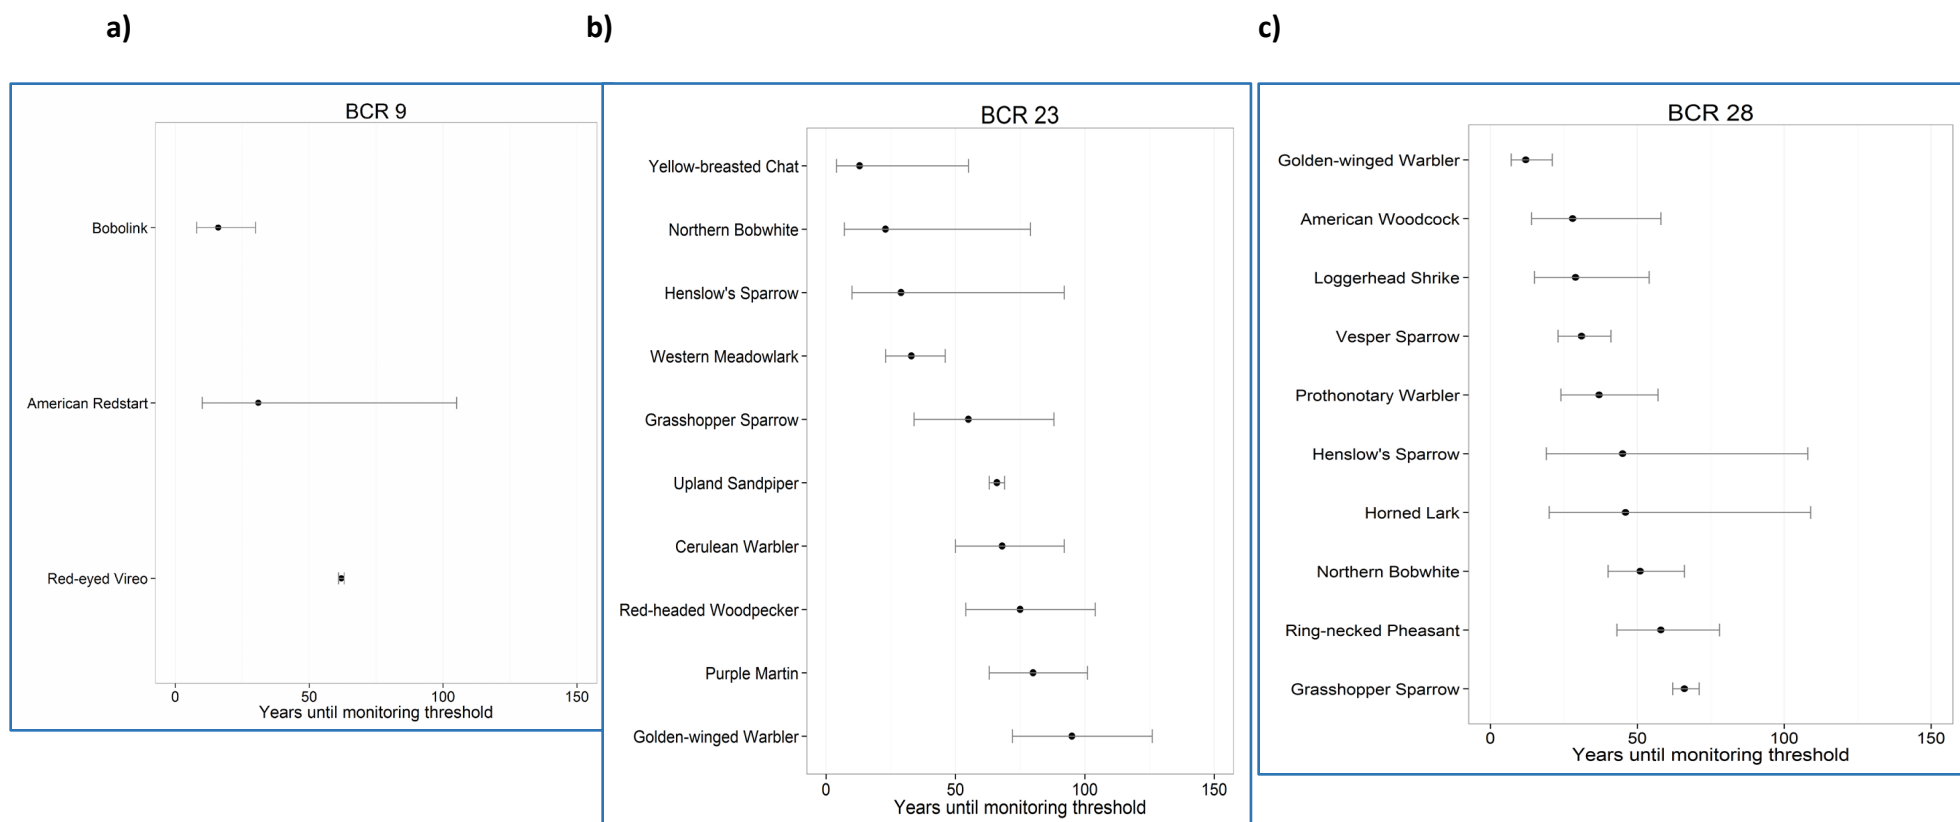 a)
BCR 9
Bobolink
American Redstart
Red-eyed Vireo
0 50 100 150
Years until monitoring threshold
b)
BCR 23
Yellow-breasted Chat
Northern Bobwhite
Henslow's Sparrow
Western Meadowlark
Grasshopper Sparrow
Upland Sandpiper
Cerulean Warbler
Red-headed Woodpecker
Purple Martin
Golden-winged Warbler
0 50 100 150
Years until monitoring threshold
c)
BCR 28
Golden-winged Warbler
American Woodcock
Loggerhead Shrike
Vesper Sparrow
Prothonotary Warbler
Henslow's Sparrow
Horned Lark
Northern Bobwhite
Ring-necked Pheasant
Grasshopper Sparrow
0 50 100 150
Years until monitoring threshold